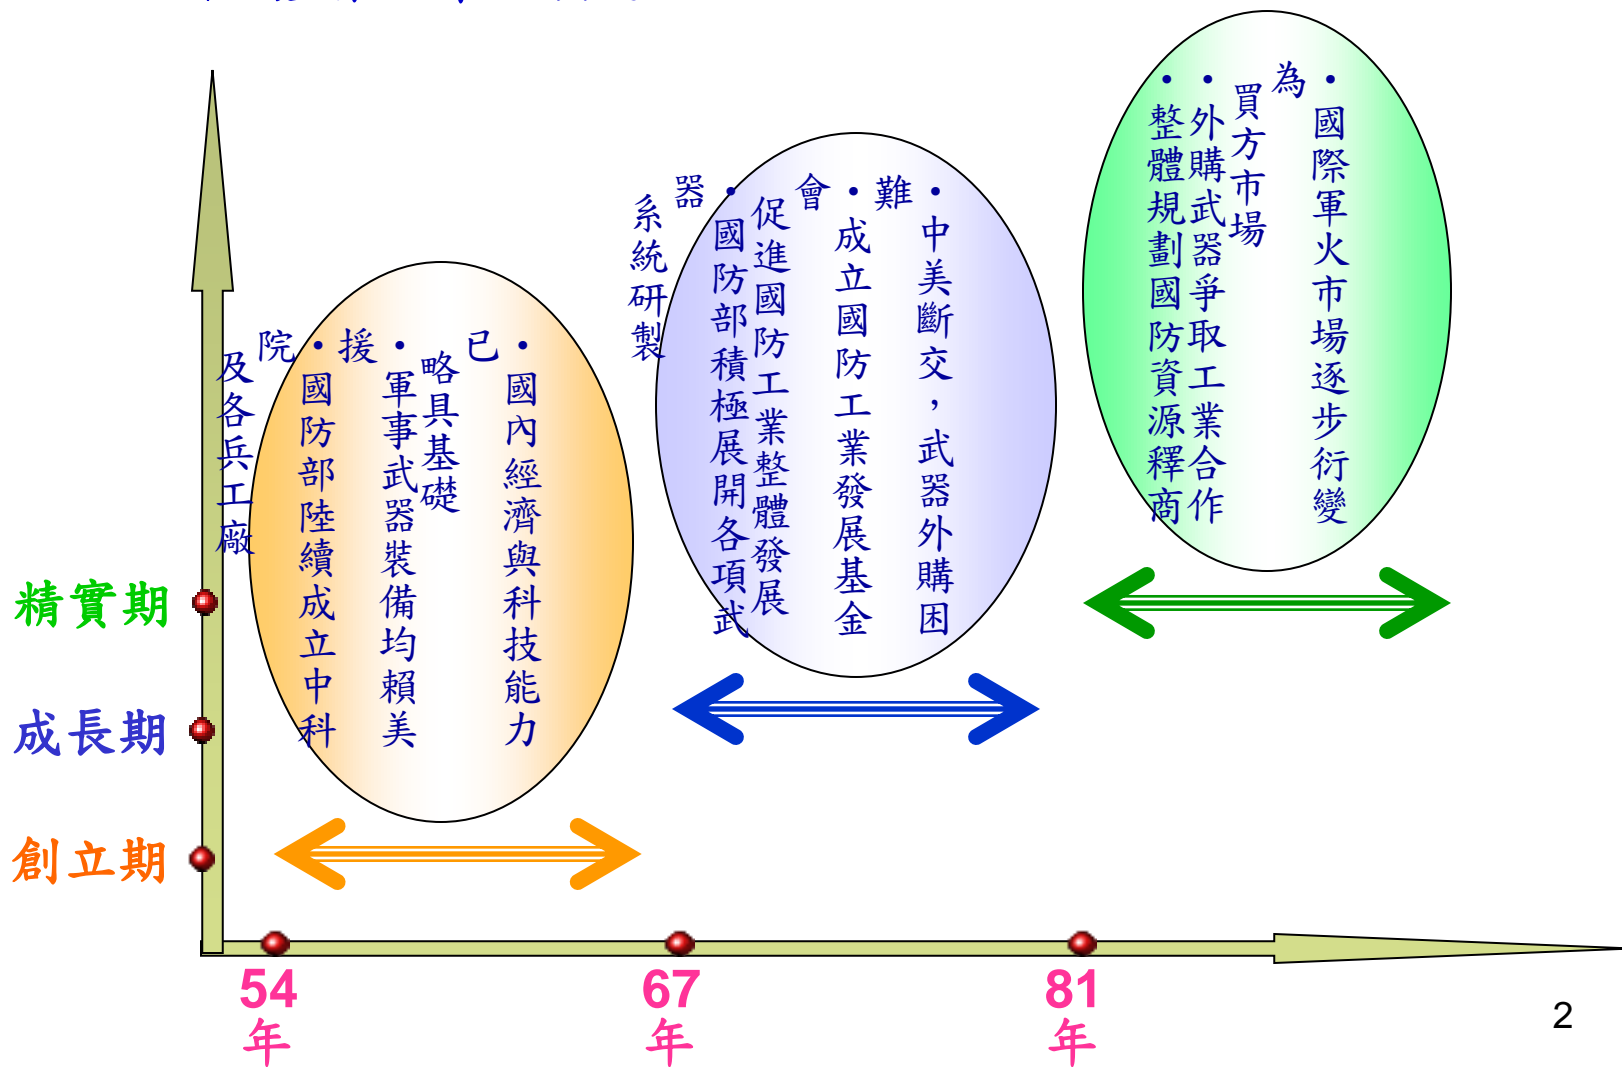 •國際軍火市場逐步衍變
為
買方市場
•外購武器爭取工業合作
•整體規劃國防資源釋商
•中美斷交，武器外購困
難
•成立國防工業發展基金
會
促進國防工業整體發展
•國防部積極展開各項武
器
系統研製
•國內經濟與科技能力
已
略具基礎
•軍事武器裝備均賴美
援
•國防部陸續成立中科
院
及各兵工廠
精實期
成長期
創立期
54
年
67
年
81
年
2